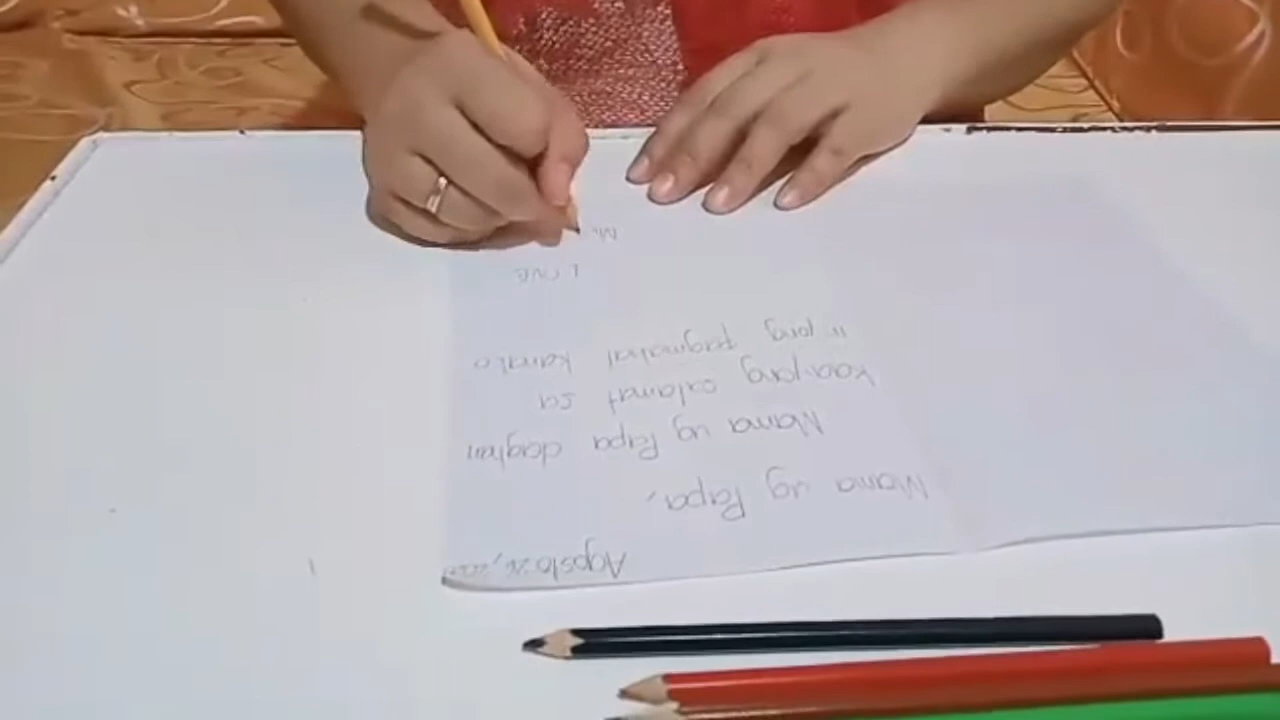 Agosto 26,
Mama ug Papa,
Mama ug Papa daghan
kaayong salamat sa
inyong pagmahal kanako
LOVE